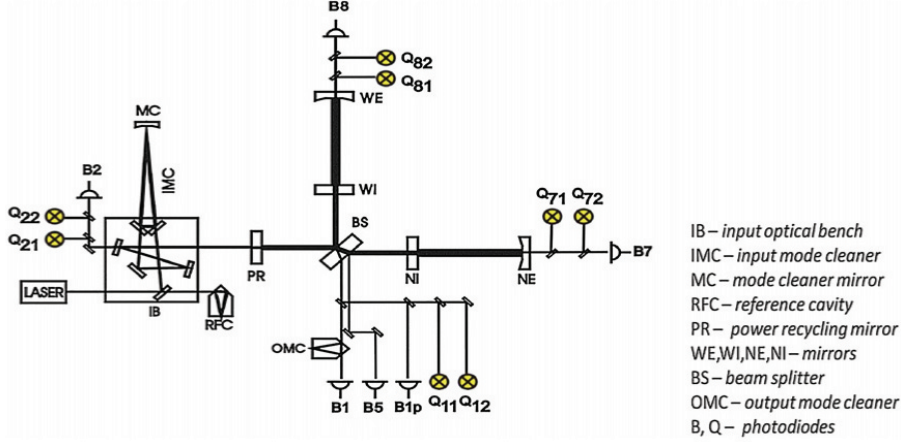 B8
Q82
Q81
WE
MC
IMC
B2
WI
Q22
Q21
BS
Q71 Q72
B7
PR
NI
NE
LASER
IB
RFC
OMC
B1 B5 B1p Q11 Q12
IB – input optical bench
IMC – input mode cleaner
MC – mode cleaner mirror
RFC – reference cavity
PR – power recycling mirror
WE,WI,NE,NI – mirrors
BS – beam splitter
OMC – output mode cleaner
B, Q – photodiodes